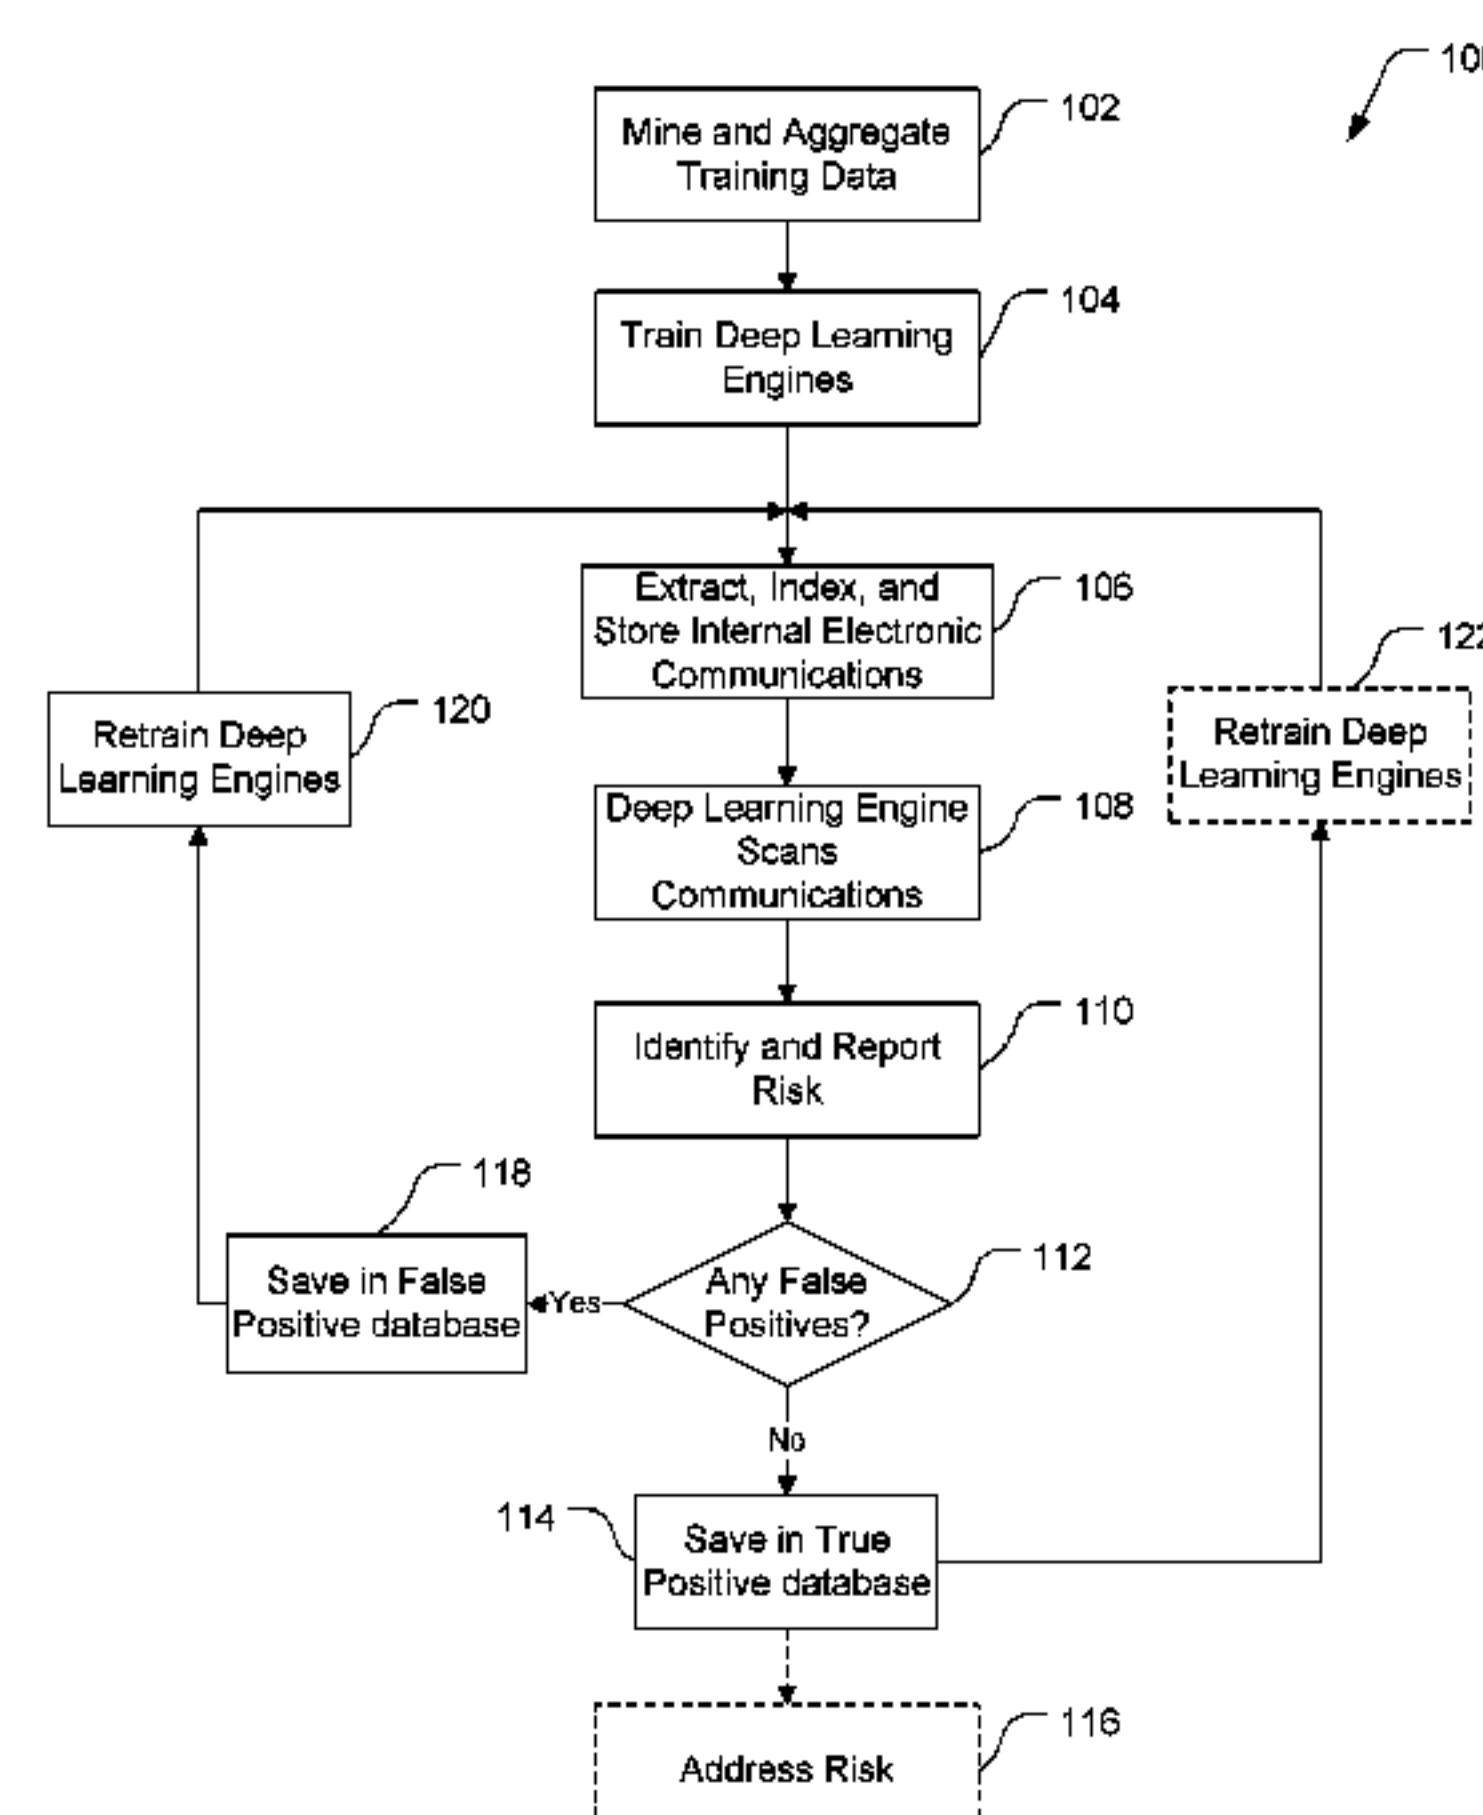 102
Mine and Aggregate
Training Data
104
Train Deep Learning
Engines
Extract, Index, and
Store Internal Electronic
Communications
106
122
120
Retrain Deep
Learning Engines
Retrain Deep
Learning Engines
Deep Learning Engine
Scans
Communications
108
110
Identify and Report
Risk
118
112
Save in False
Positive database
Yes
Any False
Positives?
No
114
Save in True
Positive database
116
Address Risk